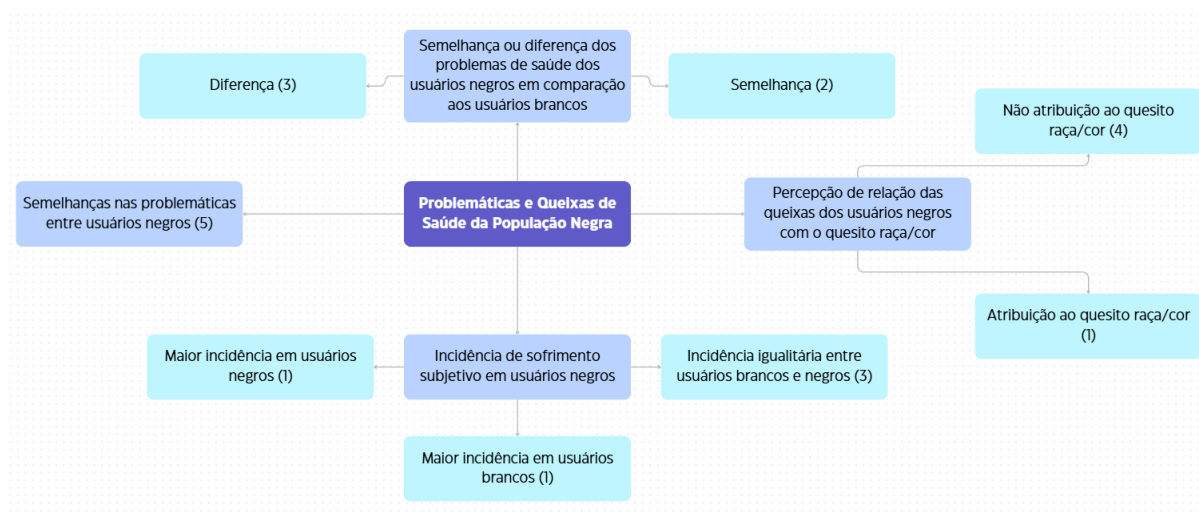 Semelhança ou diferença dos
problemas de saúde dos
usuários negros em comparação
aos usuários brancos
Diferença (3)
Semelhança (2)
Não atribuição ao quesito
raça/cor (4)
Semelhanças nas problemáticas
entre usuários negros (5)
Problemáticas e Queixas de
Saúde da População Negra
Percepção de relação das
queixas dos usuários negros
com o quesito raça/cor
Atribuição ao quesito raça/cor
(1)
Maior incidência em usuários
negros (1)
Incidência de sofrimento
subjetivo em usuários negros
Incidência igualitária entre
usuários brancos e negros (3)
Maior incidência em usuários
brancos (1)